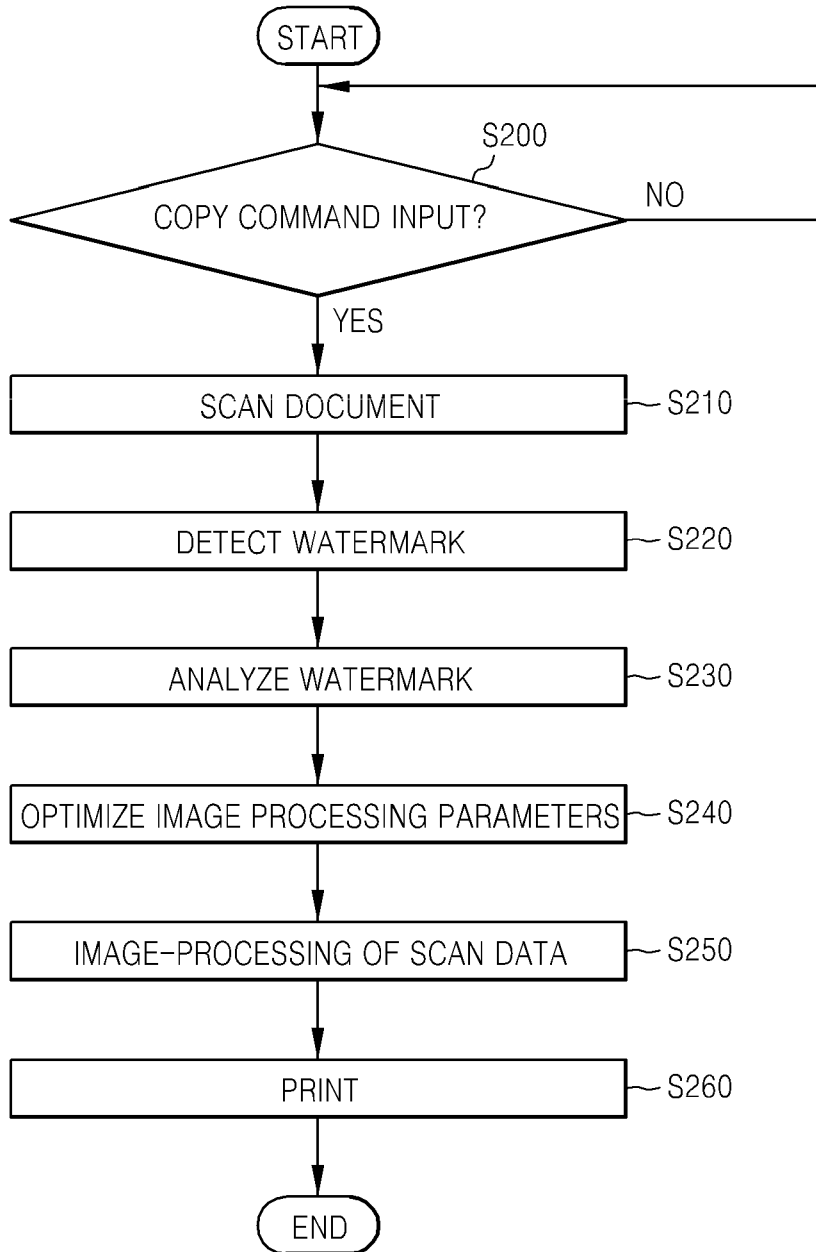 START
S200
COPY COMMAND INPUT?
NO
YES
SCAN DOCUMENT
S210
DETECT WATERMARK
S220
ANALYZE WATERMARK
S230
OPTIMIZE IMAGE PROCESSING PARAMETERS
S240
IMAGE-PROCESSING OF SCAN DATA
S250
PRINT
S260
END